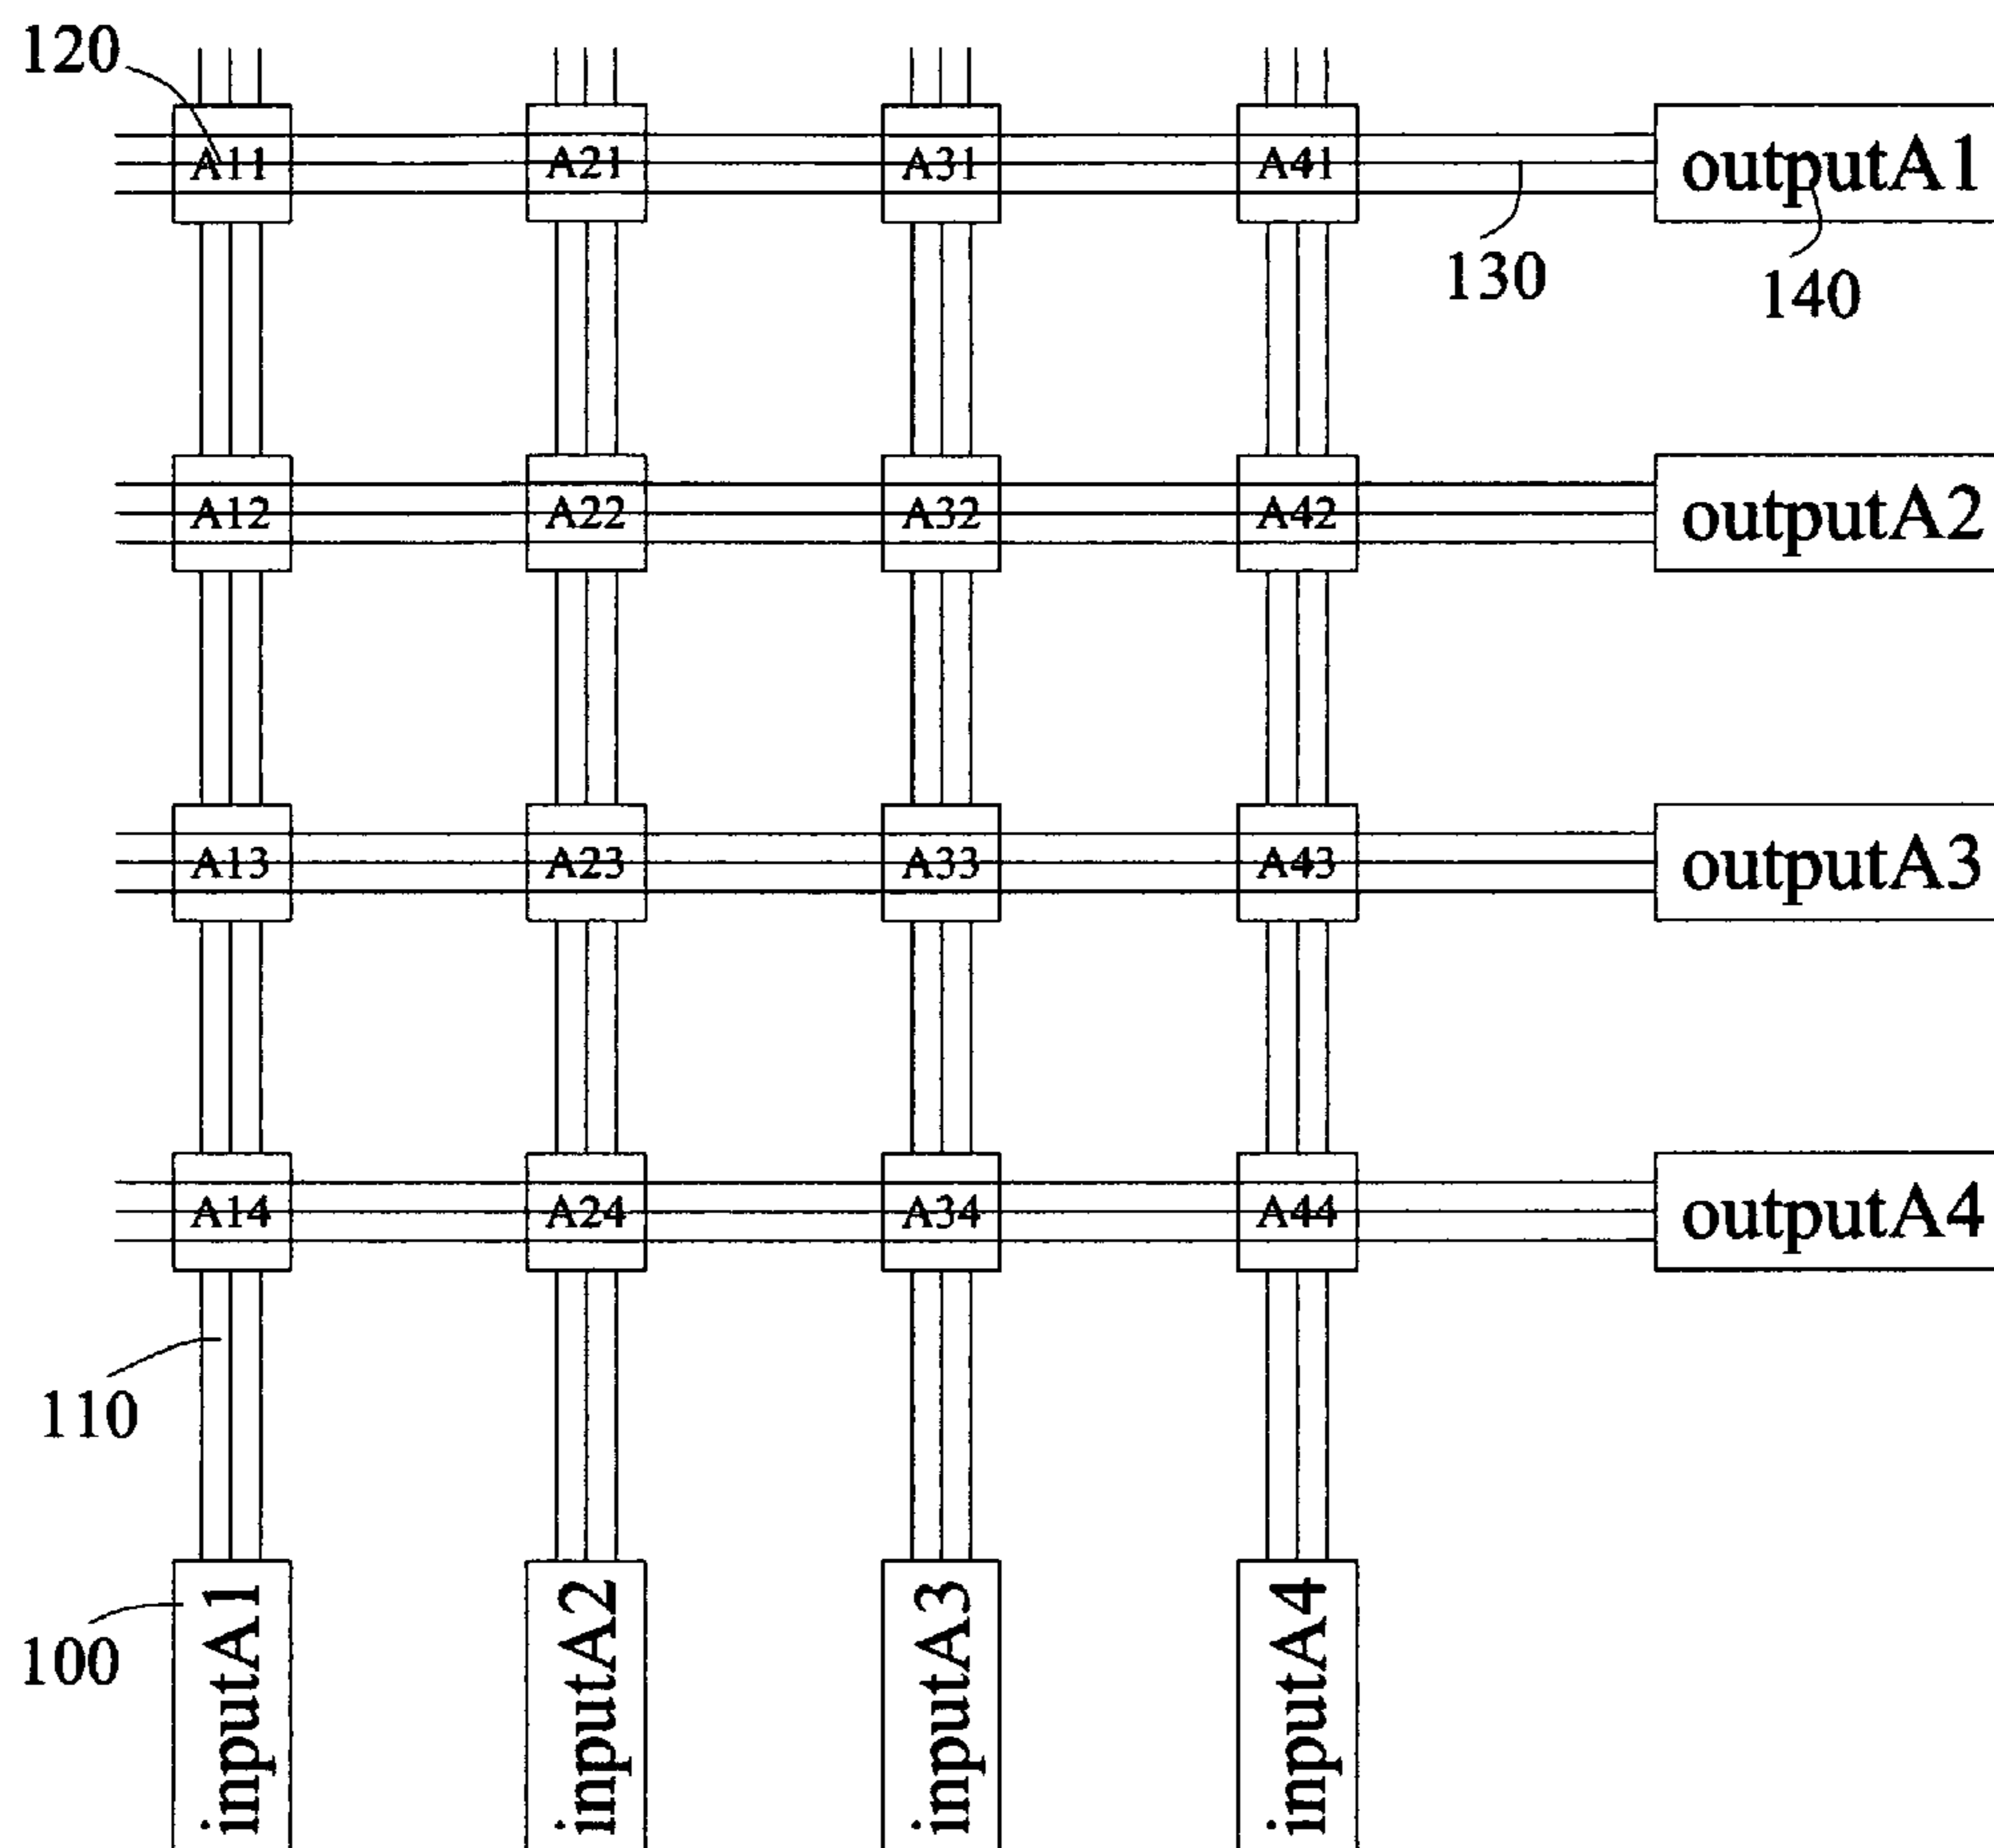 120
A11 A21 A31 A41 outputA1
130
140
A12 A22 A32 A42 outputA2
A13 A23 A33 A43 outputA3
A14 A24 A34 A44 outputA4
110
100
inputA1 inputA2 inputA3 inputA4